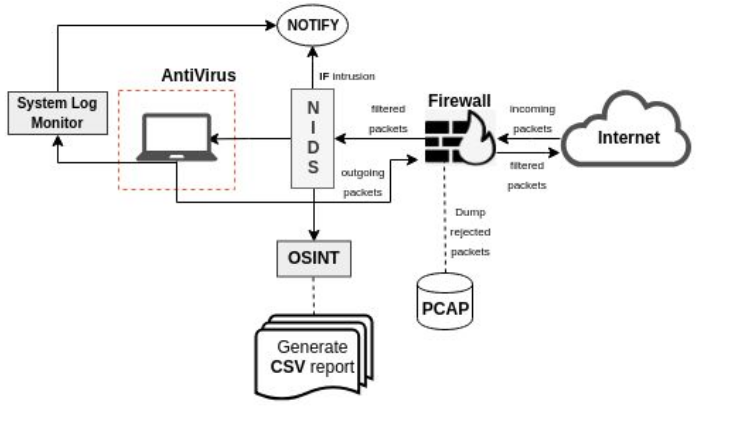 NOTIFY
AntiVirus
IF intrusion
System Log
Monitor
N
I
D
S
filtered
packets
Firewall
incoming
packets
Internet
filtered
packets
outgoing
packets
Dump
rejected
packets
OSINT
PCAP
Generate
CSV report